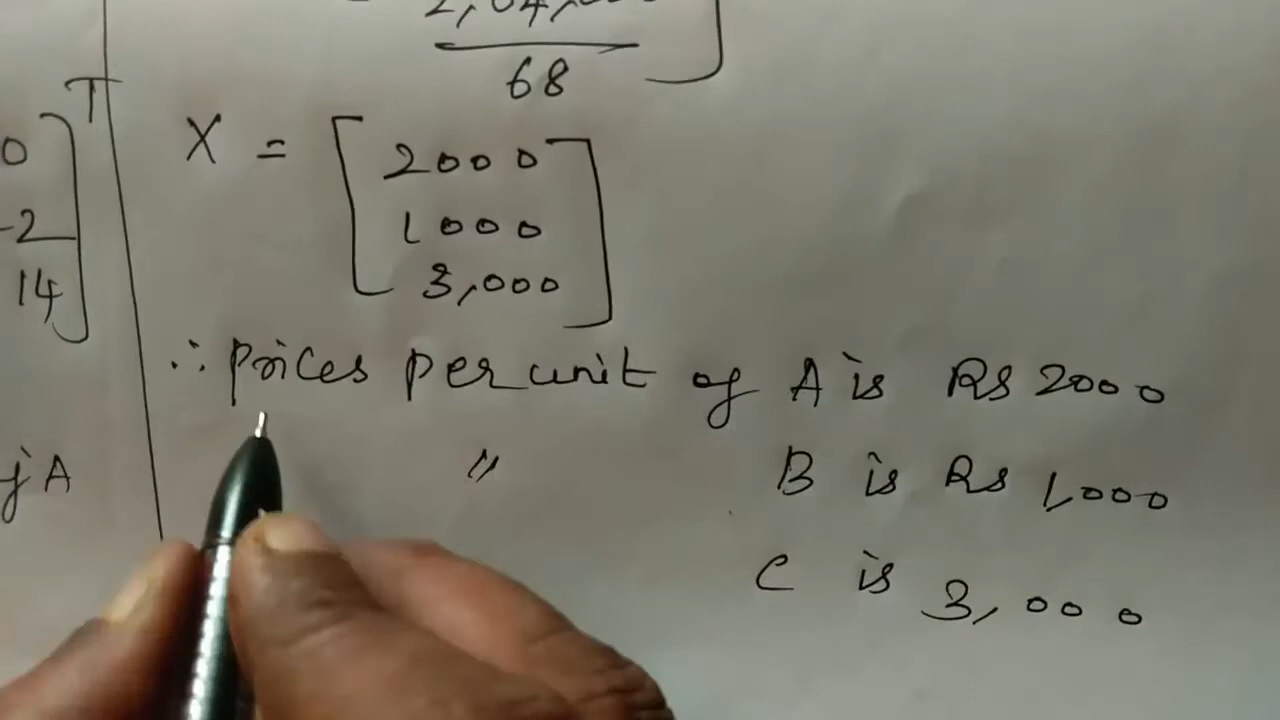 68
T
0
-2
14
X = [ 2000
1000
3,000 ]
∴ prices per unit of A is Rs 2000
〃 B is Rs 1,000
C is 3,000
j A